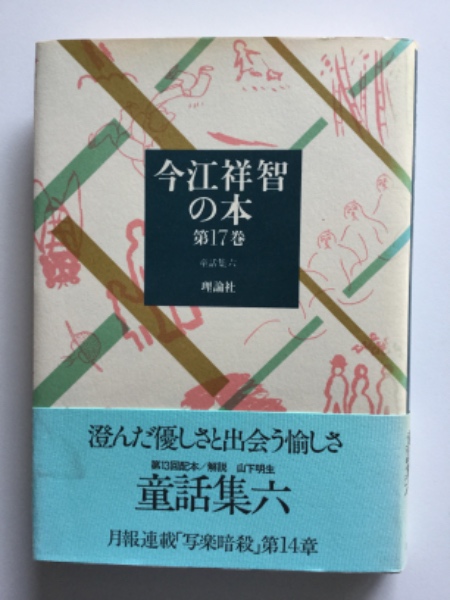 今江祥智
の本
第17巻
童話集六
理論社
澄んだ優しさと出会う愉しさ
第13回配本／解説 山下明生
童話集六
月報連載「写楽暗殺」第14章